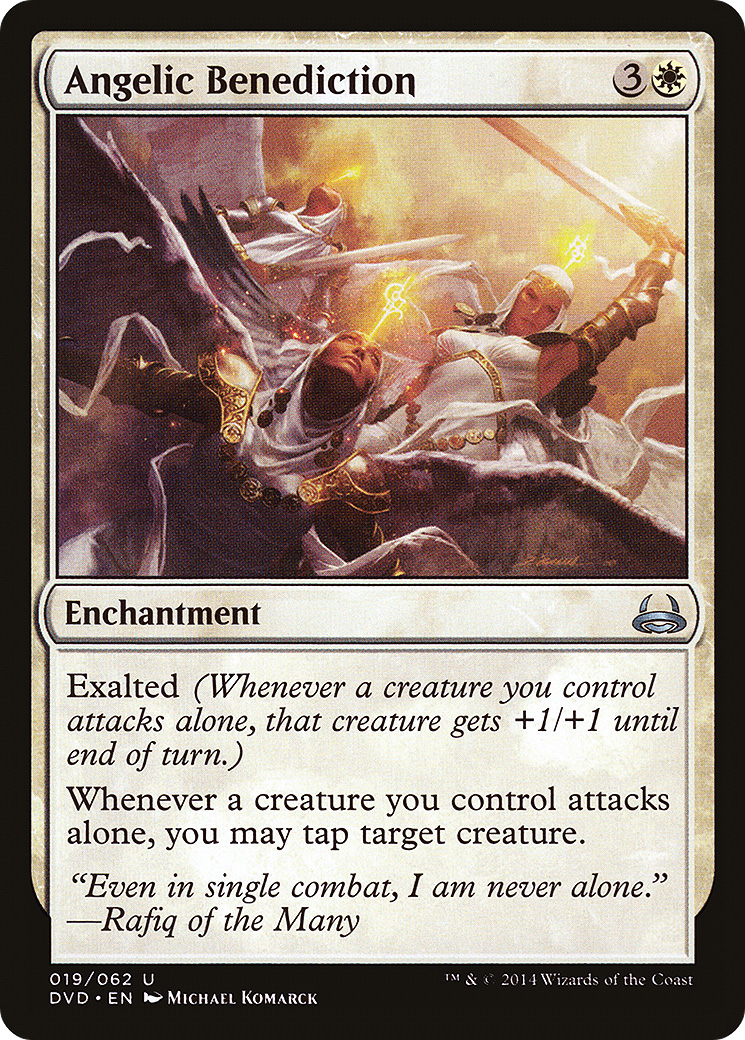 Angelic Benediction 3
Enchantment
Exalted (Whenever a creature you control
attacks alone, that creature gets +1/+1 until
end of turn.)
Whenever a creature you control attacks
alone, you may tap target creature.
“Even in single combat, I am never alone.”
—Rafiq of the Many
019/062 U
™ & © 2014 Wizards of the Coast
DVD • EN Michael Komarck